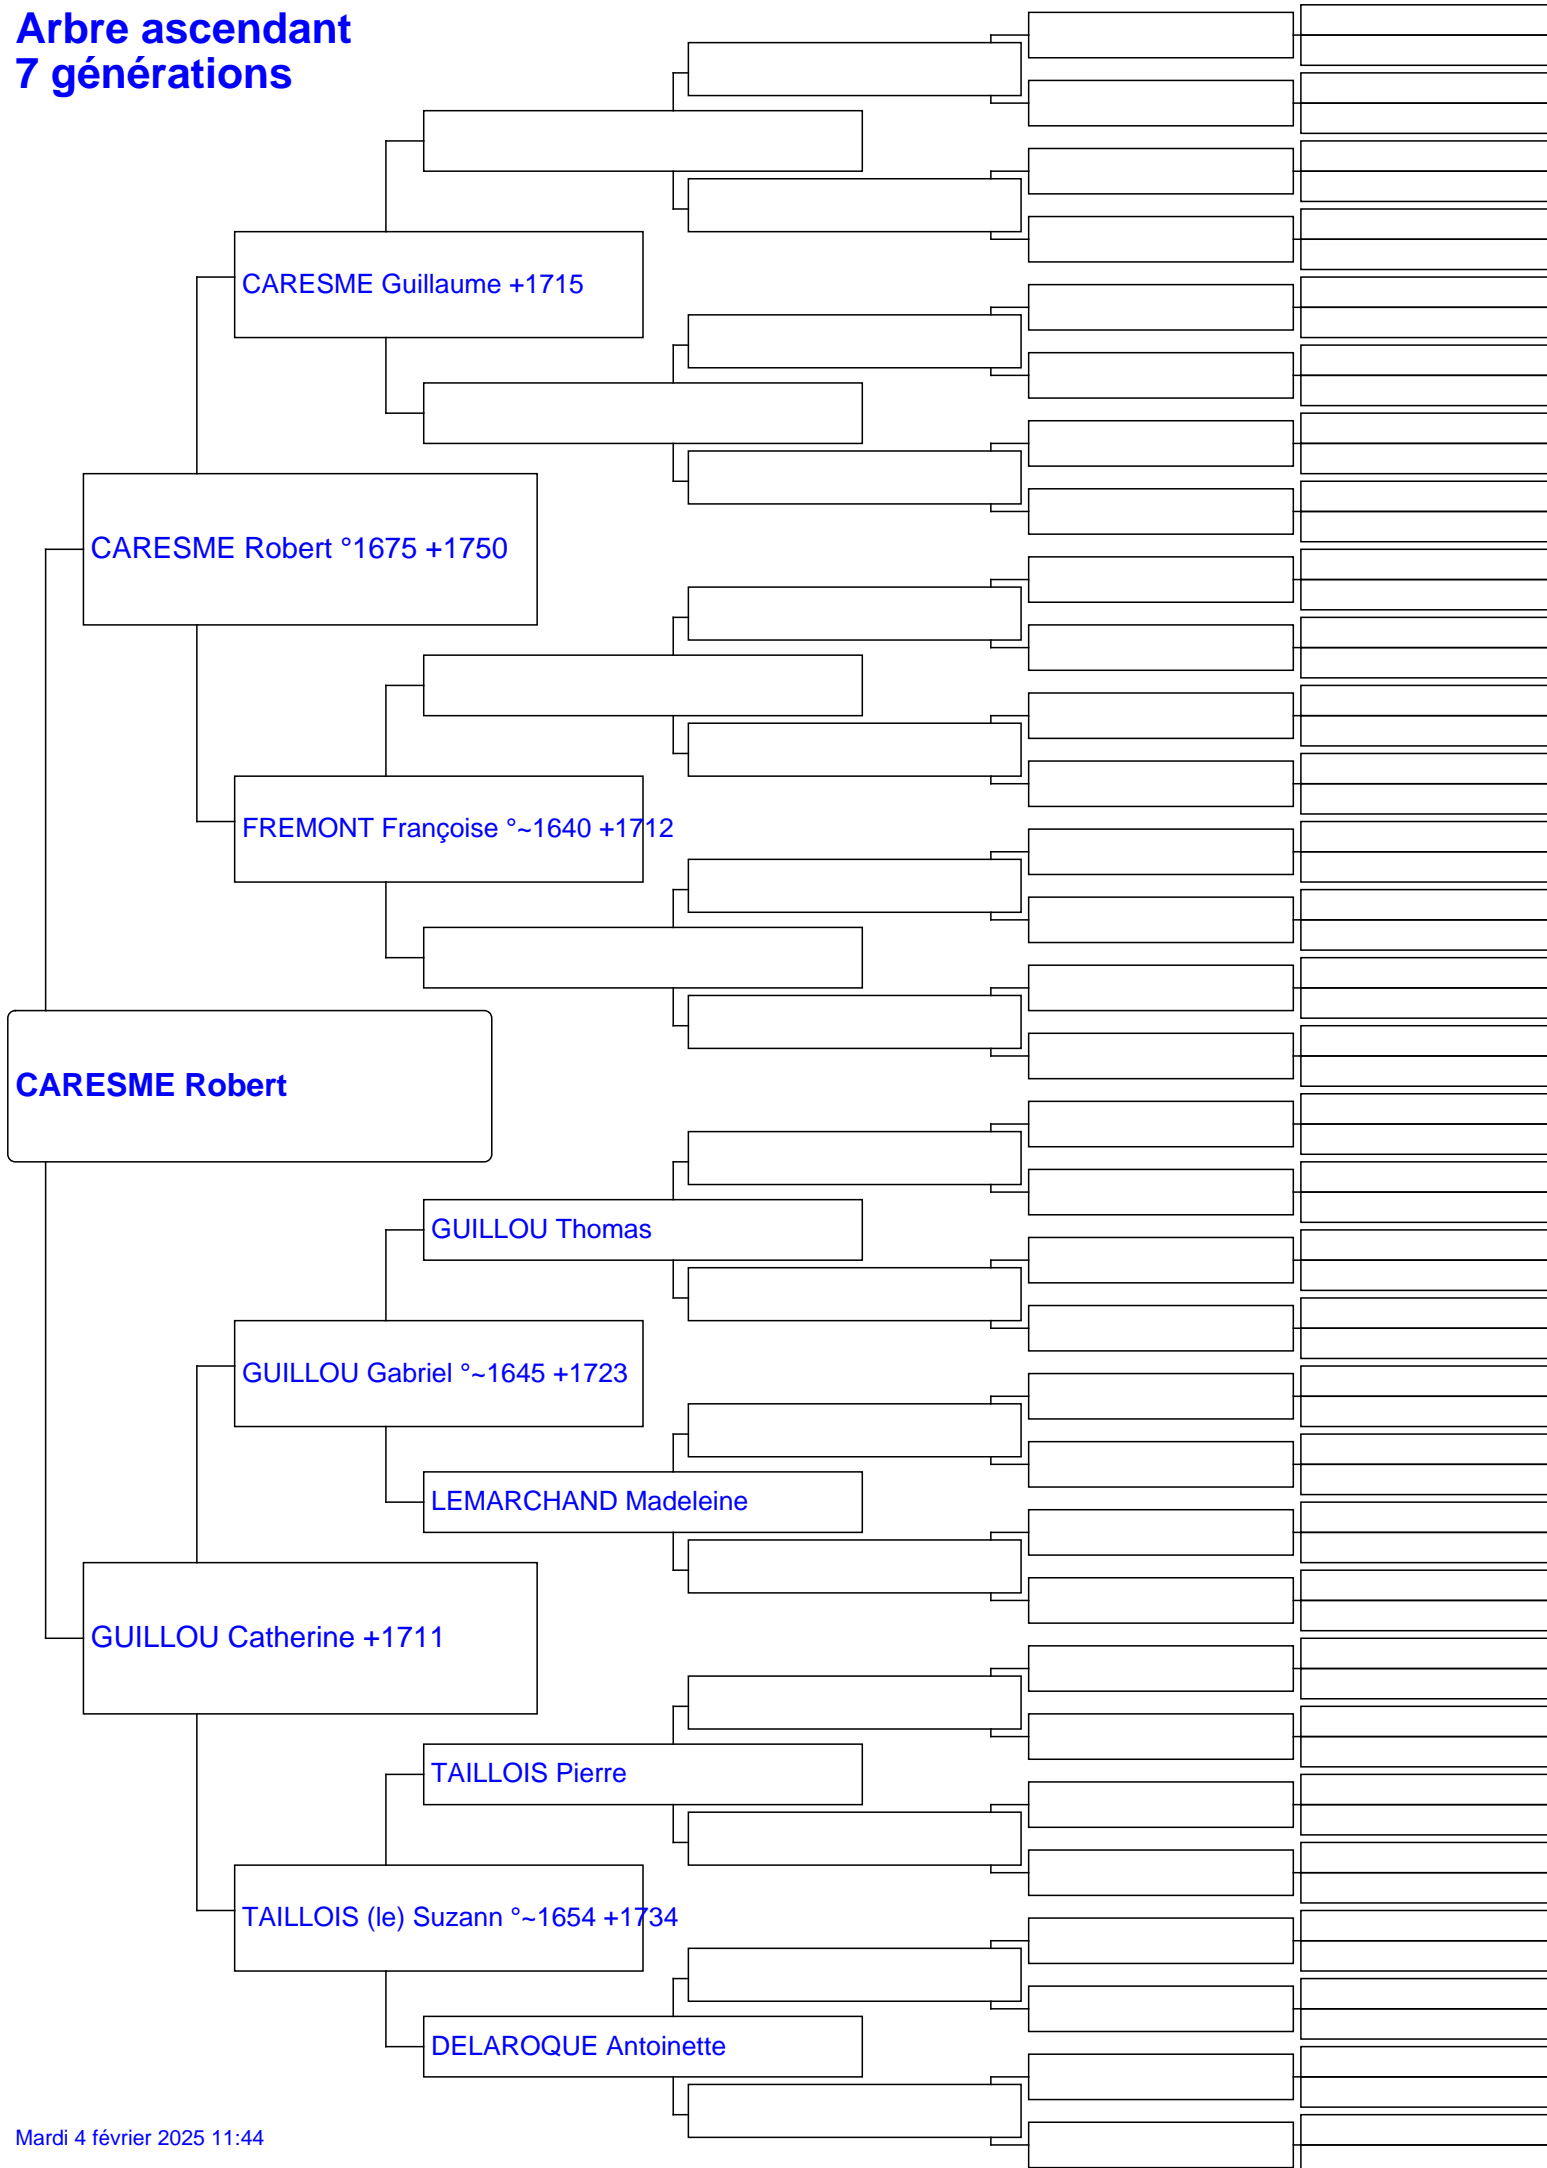 Arbre ascendant
7 générations
CARESME Guillaume +1715
CARESME Robert °1675 +1750
FREMONT Françoise °~1640 +1712
CARESME Robert
GUILLOU Thomas
GUILLOU Gabriel °~1645 +1723
LEMARCHAND Madeleine
GUILLOU Catherine +1711
TAILLOIS Pierre
TAILLOIS (le) Suzann °~1654 +1734
DELAROQUE Antoinette
Mardi 4 février 2025 11:44